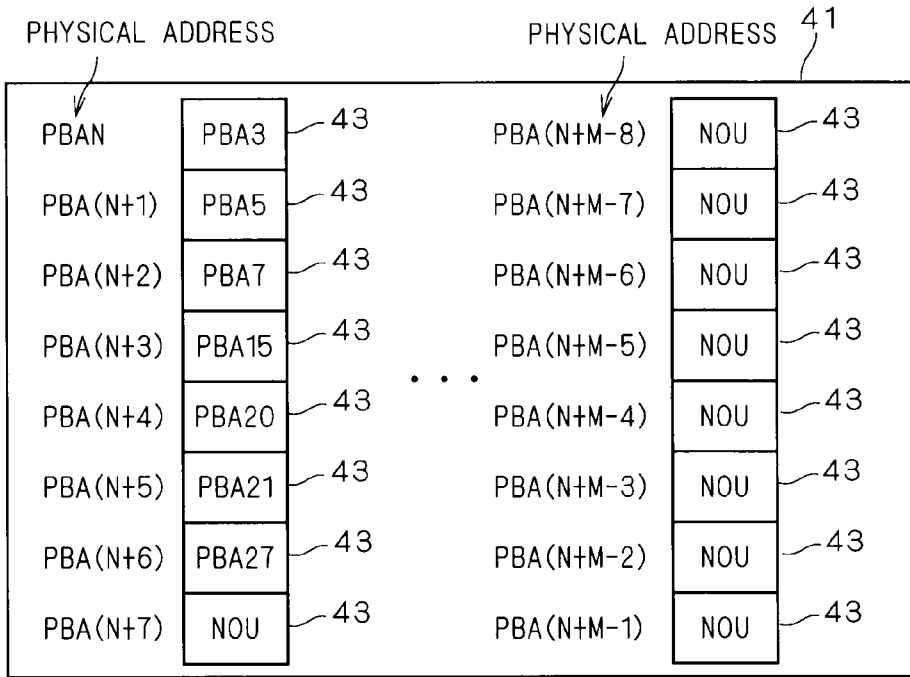 PHYSICAL ADDRESS PHYSICAL ADDRESS 41
PBAN PBA3 43 PBA(N+M-8) NOU 43
PBA(N+1) PBA5 43 PBA(N+M-7) NOU 43
PBA(N+2) PBA7 43 PBA(N+M-6) NOU 43
PBA(N+3) PBA15 43 PBA(N+M-5) NOU 43
• • •
PBA(N+4) PBA20 43 PBA(N+M-4) NOU 43
PBA(N+5) PBA21 43 PBA(N+M-3) NOU 43
PBA(N+6) PBA27 43 PBA(N+M-2) NOU 43
PBA(N+7) NOU 43 PBA(N+M-1) NOU 43